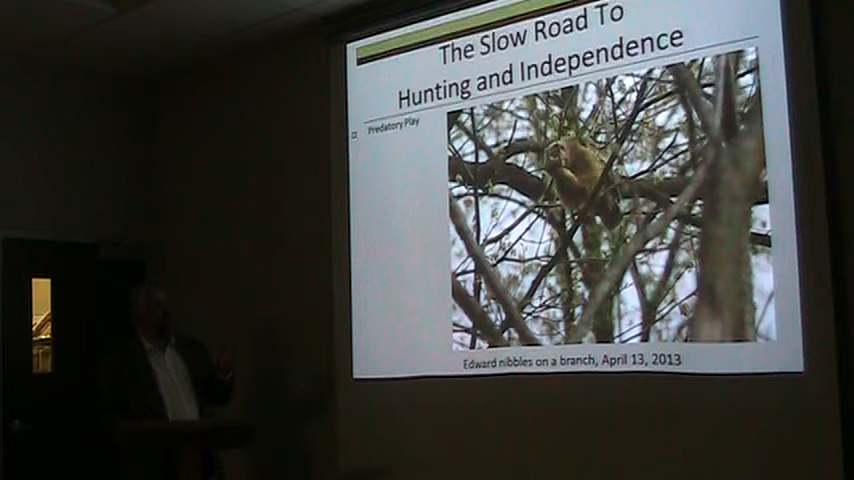 The Slow Road To
Hunting and Independence
Predatory Play
Edward nibbles on a branch, April 13, 2013